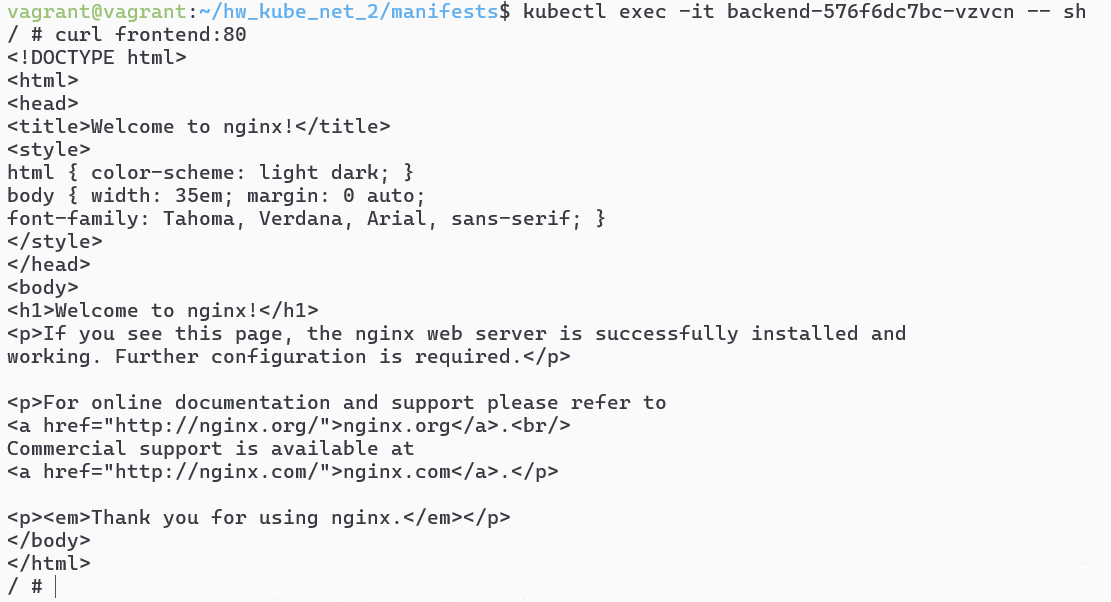 vagrant@vagrant:~/hw_kube_net_2/manifests$ kubectl exec -it backend-576f6dc7bc-vzvcn -- sh
/ # curl frontend:80
<!DOCTYPE html>
<html>
<head>
<title>Welcome to nginx!</title>
<style>
html { color-scheme: light dark; }
body { width: 35em; margin: 0 auto;
font-family: Tahoma, Verdana, Arial, sans-serif; }
</style>
</head>
<body>
<h1>Welcome to nginx!</h1>
<p>If you see this page, the nginx web server is successfully installed and
working. Further configuration is required.</p>

<p>For online documentation and support please refer to
<a href="http://nginx.org/">nginx.org</a>.<br/>
Commercial support is available at
<a href="http://nginx.com/">nginx.com</a>.</p>

<p><em>Thank you for using nginx.</em></p>
</body>
</html>
/ #